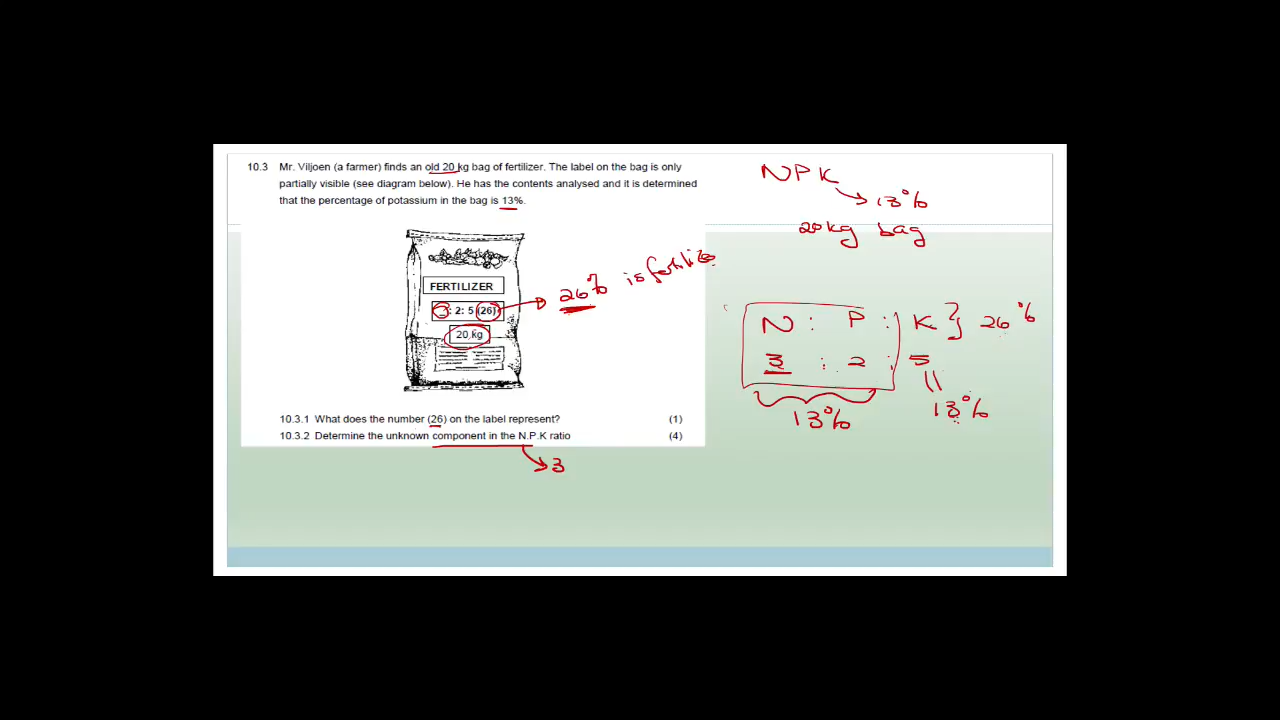 10.3 Mr. Viljoen (a farmer) finds an old 20 kg bag of fertilizer. The label on the bag is only
partially visible (see diagram below). He has the contents analysed and it is determined
that the percentage of potassium in the bag is 13%.
FERTILIZER
: 2: 5 (26)
20 kg
26% is fertilizer
10.3.1 What does the number (26) on the label represent? (1)
10.3.2 Determine the unknown component in the N.P.K ratio (4)
3
NPK
13%
20kg bag
N : P : K } 26%
3 : 2 : 5
13%
13%